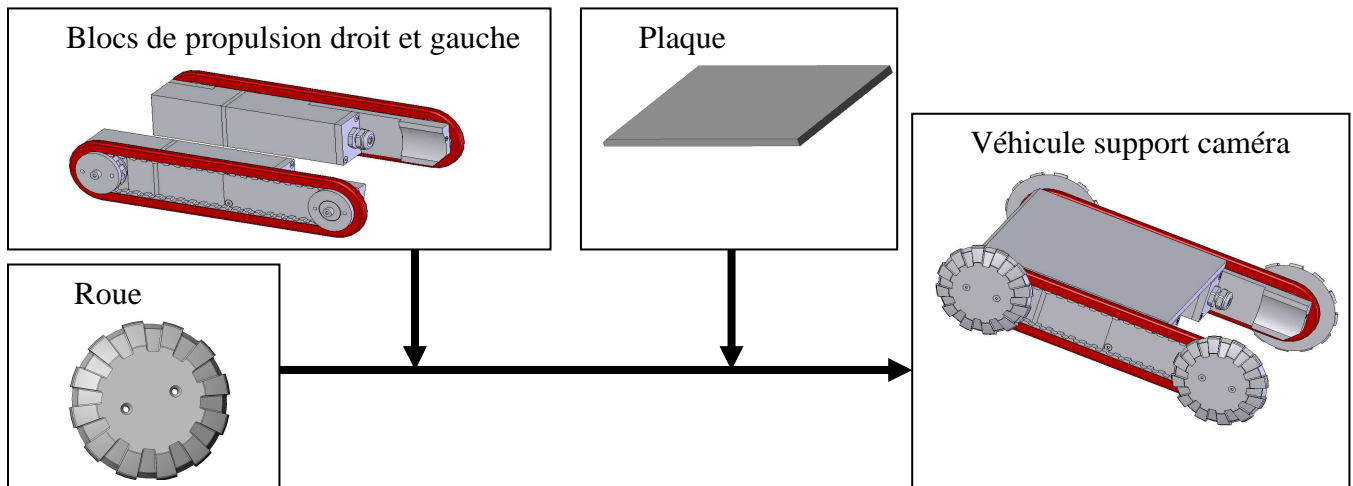 Blocs de propulsion droit et gauche
Plaque
Roue
Véhicule support caméra